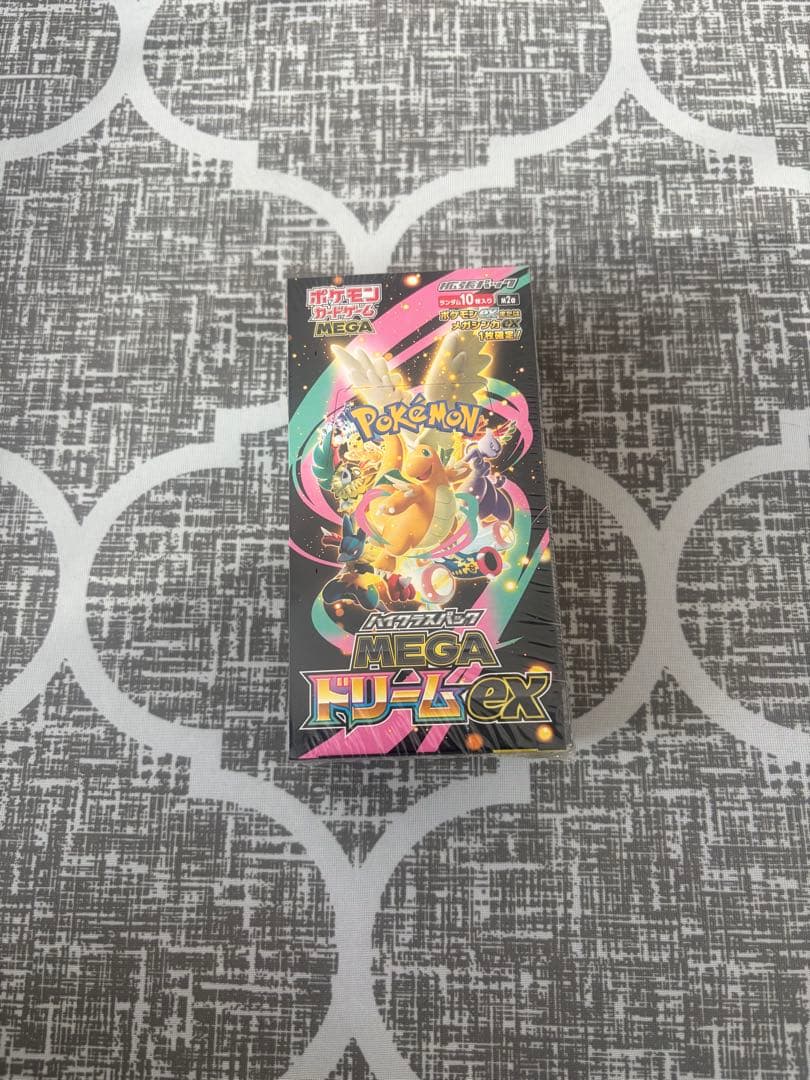 ポケモン
カードゲーム
MEGA
拡張パック
ランダム10枚入り
ポケモンexまたは
メガシンカex
1枚確定!
POKéMON
ハイクラスパック
MEGA
ドリームex